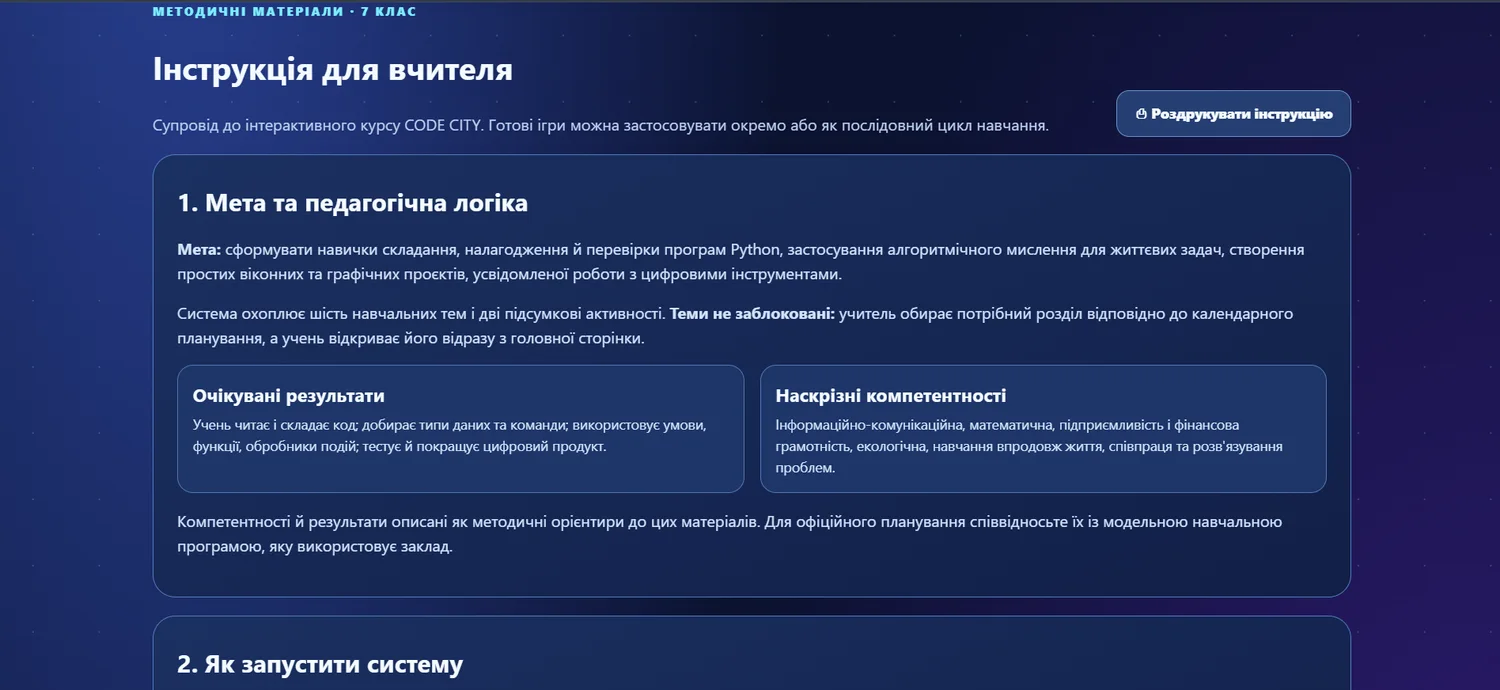 МЕТОДИЧНІ МАТЕРІАЛИ · 7 КЛАС
Інструкція для вчителя
Супровід до інтерактивного курсу CODE CITY. Готові ігри можна застосовувати окремо або як послідовний цикл навчання.
Роздрукувати інструкцію
1. Мета та педагогічна логіка
Мета: сформувати навички складання, налагодження й перевірки програм Python, застосування алгоритмічного мислення для життєвих задач, створення
простих віконних та графічних проєктів, усвідомленої роботи з цифровими інструментами.
Система охоплює шість навчальних тем і дві підсумкові активності. Теми не заблоковані: учитель обирає потрібний розділ відповідно до календарного
планування, а учень відкриває його відразу з головної сторінки.
Очікувані результати
Учень читає і складає код; добирає типи даних та команди; використовує умови,
функції, обробники подій; тестує й покращує цифровий продукт.
Наскрізні компетентності
Інформаційно-комунікаційна, математична, підприємливість і фінансова
грамотність, екологічна, навчання впродовж життя, співпраця та розв'язування
проблем.
Компетентності й результати описані як методичні орієнтири до цих матеріалів. Для офіційного планування співвідносьте їх із модельною навчальною
програмою, яку використовує заклад.
2. Як запустити систему